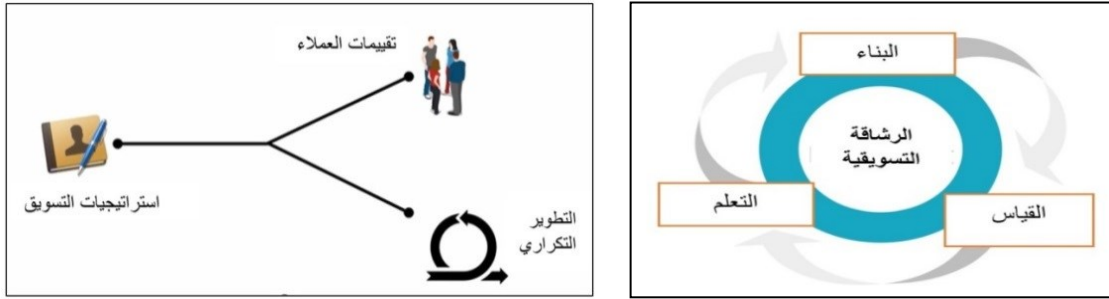 البناء
الرشاقة
التسويقية
التعلم
القياس
تقييمات العملاء
استراتيجيات التسويق
التطوير
التكراري